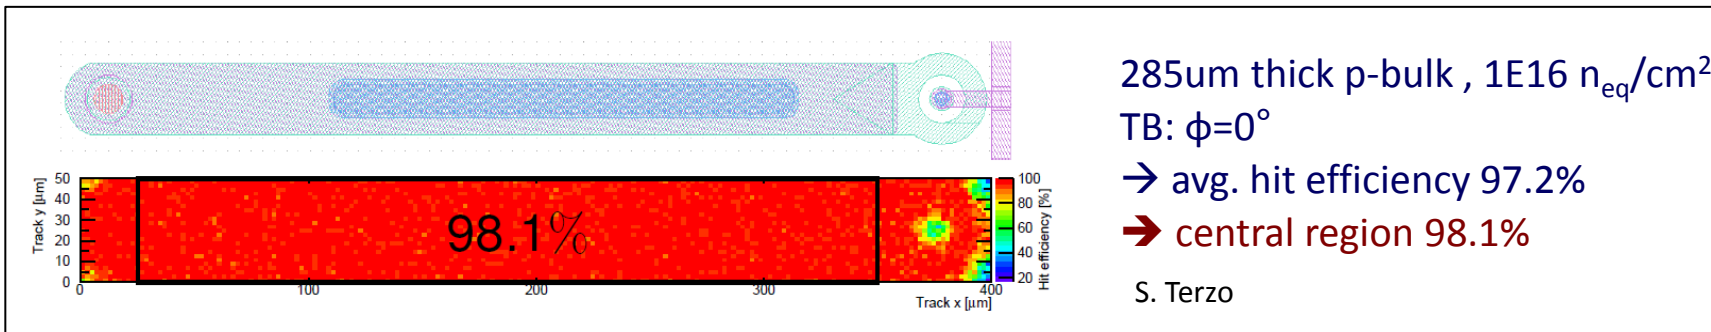 285um thick p-bulk , 1E16 n_eq/cm²
TB: ϕ=0°
→ avg. hit efficiency 97.2%
➔ central region 98.1%
S. Terzo
98.1%
Track y [μm]
50
40
30
20
10
0
0 100 200 300 400
Track x [μm]
100
80
60
40
20
Hit efficiency [%]